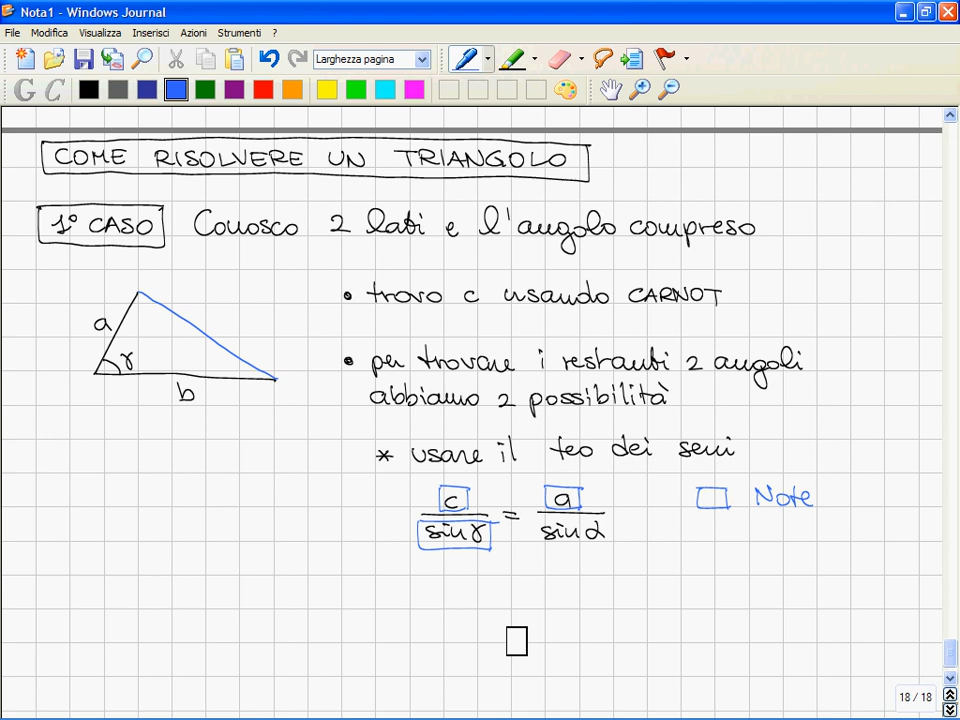 Nota1 - Windows Journal
File Modifica Visualizza Inserisci Azioni Strumenti ?
Larghezza pagina
G C
COME RISOLVERE UN TRIANGOLO
1° CASO Conosco 2 lati e l'angolo compreso
• trovo c usando CARNOT
a
γ
b
• per trovare i restanti 2 angoli
abbiamo 2 possibilità
* usare il teo dei seni
c/sinγ = a/sinα
Note
18 / 18